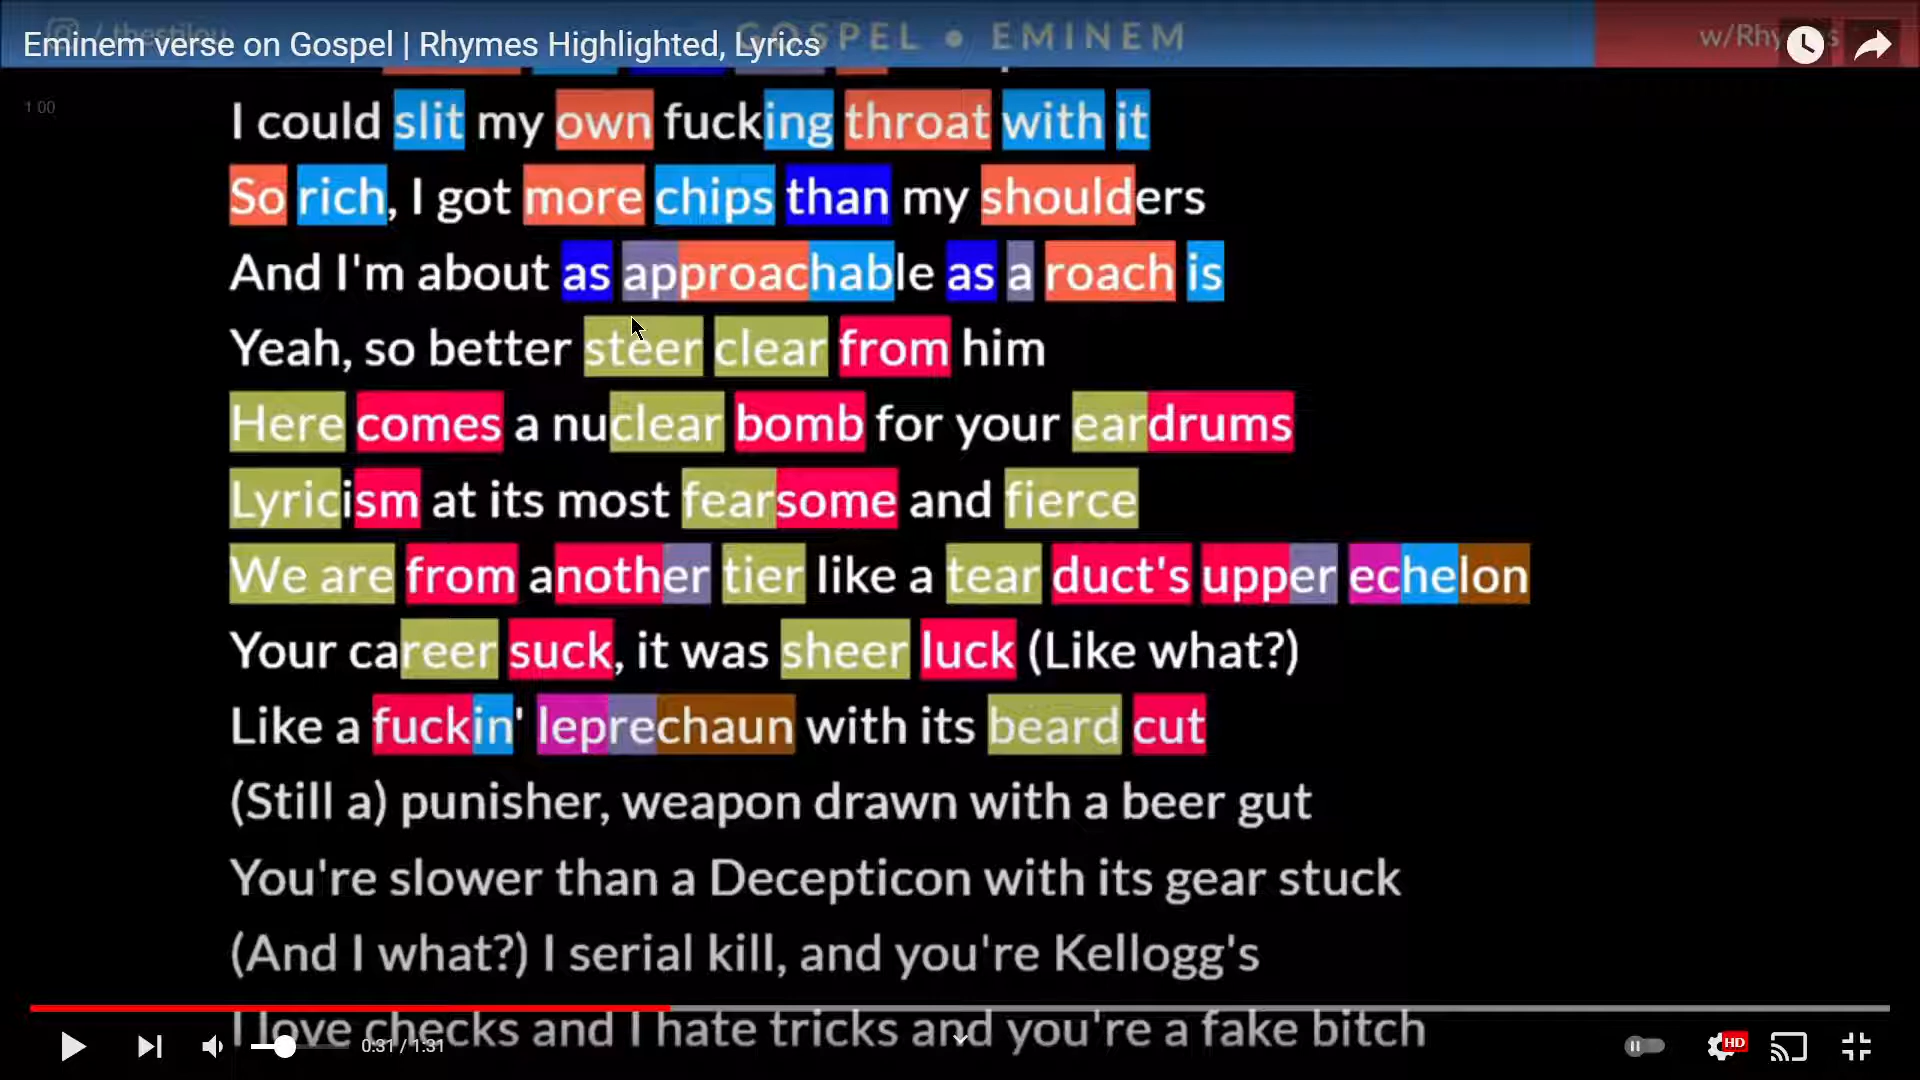 / thestilou
GOSPEL • EMINEM
w/Rhymes
Eminem verse on Gospel | Rhymes Highlighted, Lyrics
1 00
I could slit my own fucking throat with it
So rich, I got more chips than my shoulders
And I'm about as approachable as a roach is
Yeah, so better steer clear from him
Here comes a nuclear bomb for your eardrums
Lyricism at its most fearsome and fierce
We are from another tier like a tear duct's upper echelon
Your career suck, it was sheer luck (Like what?)
Like a fuckin' leprechaun with its beard cut
(Still a) punisher, weapon drawn with a beer gut
You're slower than a Decepticon with its gear stuck
(And I what?) I serial kill, and you're Kellogg's
I love checks and I hate tricks and you're a fake bitch
0:31 / 1:31
HD